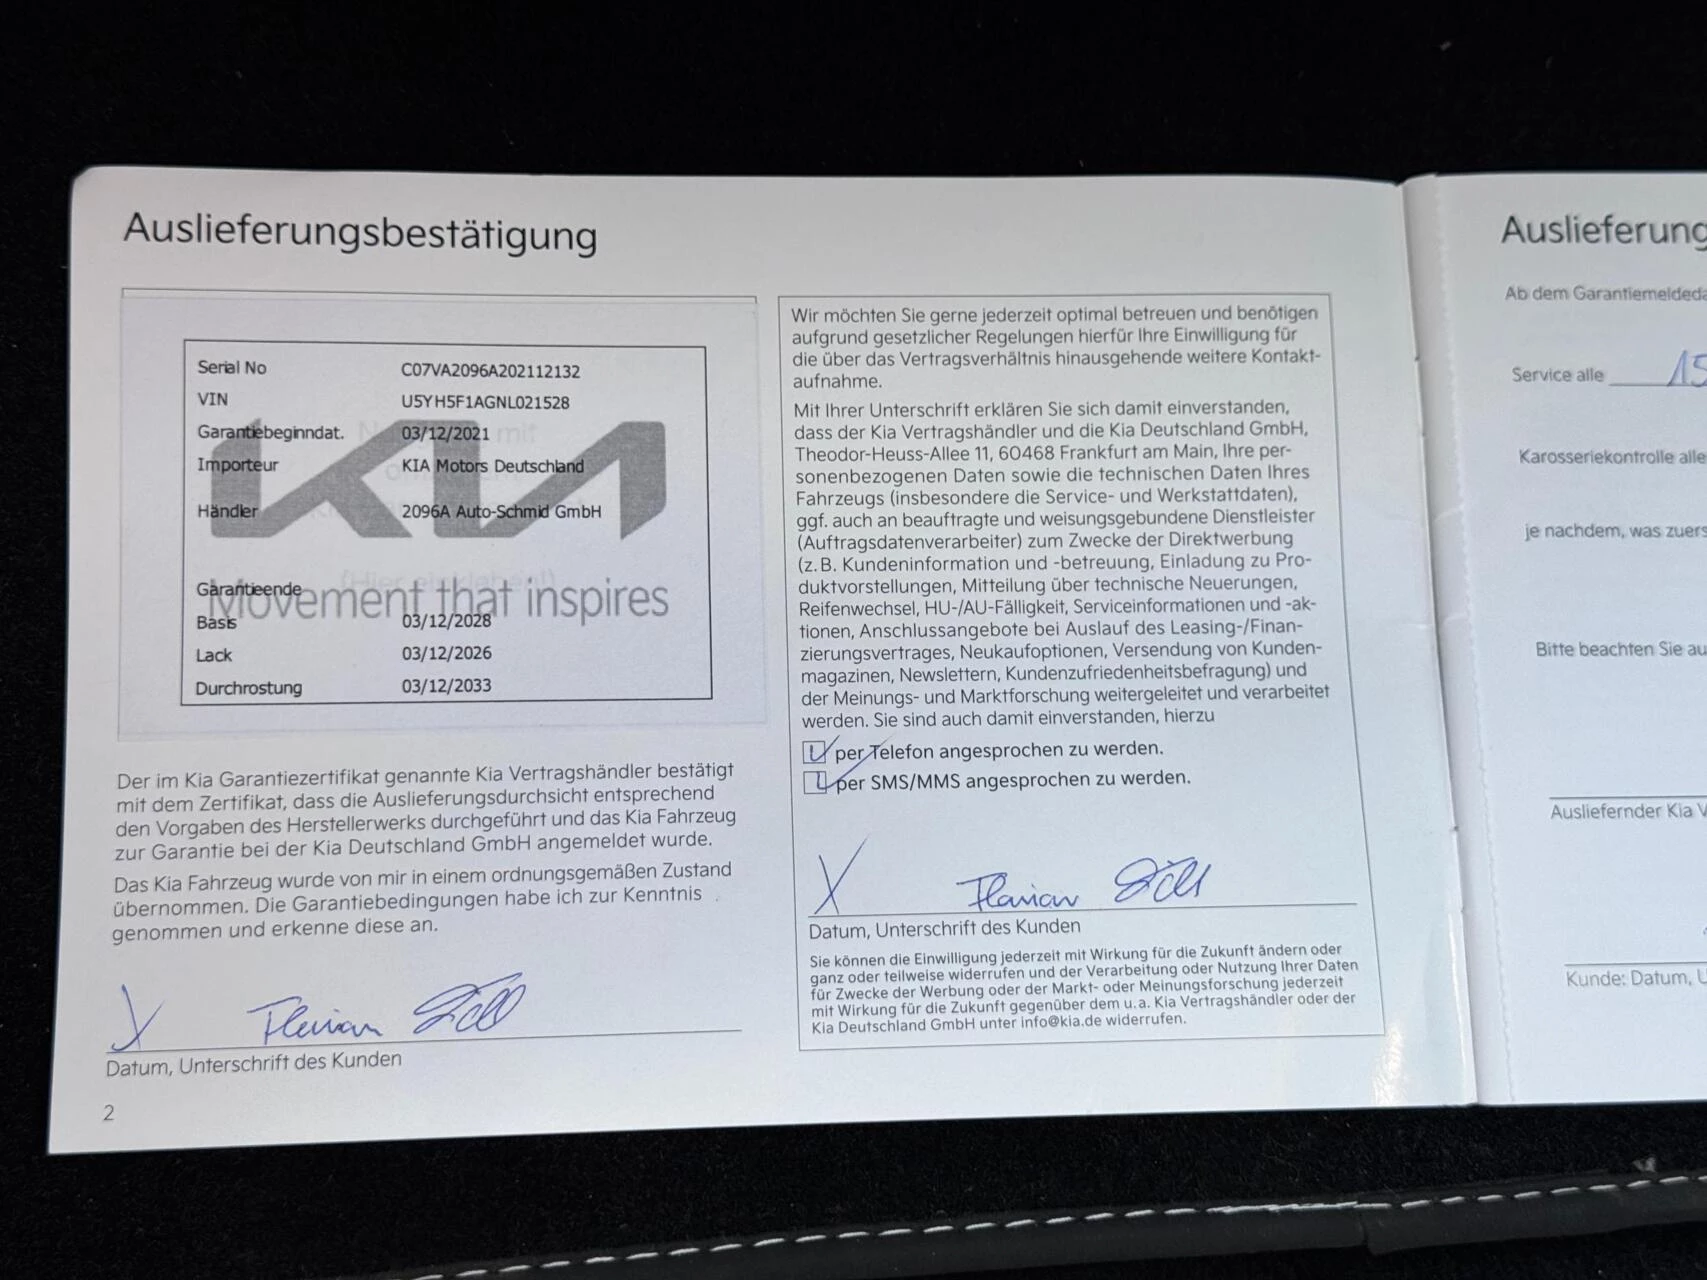 Auslieferungsbestätigung
Serial No C07VA2096A202112132
VIN U5YH5F1AGNL021528
Garantiebeginndat. 03/12/2021
Importeur KIA Motors Deutschland
Händler 2096A Auto-Schmid GmbH
KIA
Movement that inspires
Garantieende
Basis 03/12/2028
Lack 03/12/2026
Durchrostung 03/12/2033
Der im Kia Garantiezertifikat genannte Kia Vertragshändler bestätigt
mit dem Zertifikat, dass die Auslieferungsdurchsicht entsprechend
den Vorgaben des Herstellerwerks durchgeführt und das Kia Fahrzeug
zur Garantie bei der Kia Deutschland GmbH angemeldet wurde.
Das Kia Fahrzeug wurde von mir in einem ordnungsgemäßen Zustand
übernommen. Die Garantiebedingungen habe ich zur Kenntnis
genommen und erkenne diese an.
X Florian
Datum, Unterschrift des Kunden
2
Wir möchten Sie gerne jederzeit optimal betreuen und benötigen
aufgrund gesetzlicher Regelungen hierfür Ihre Einwilligung für
die über das Vertragsverhältnis hinausgehende weitere Kontakt-
aufnahme.
Mit Ihrer Unterschrift erklären Sie sich damit einverstanden,
dass der Kia Vertragshändler und die Kia Deutschland GmbH,
Theodor-Heuss-Allee 11, 60468 Frankfurt am Main, Ihre per-
sonenbezogenen Daten sowie die technischen Daten Ihres
Fahrzeugs (insbesondere die Service- und Werkstattdaten),
ggf. auch an beauftragte und weisungsgebundene Dienstleister
(Auftragsdatenverarbeiter) zum Zwecke der Direktwerbung
(z.B. Kundeninformation und -betreuung, Einladung zu Pro-
duktvorstellungen, Mitteilung über technische Neuerungen,
Reifenwechsel, HU-/AU-Fälligkeit, Serviceinformationen und -ak-
tionen, Anschlussangebote bei Auslauf des Leasing-/Finan-
zierungsvertrages, Neukaufoptionen, Versendung von Kunden-
magazinen, Newslettern, Kundenzufriedenheitsbefragung) und
der Meinungs- und Marktforschung weitergeleitet und verarbeitet
werden. Sie sind auch damit einverstanden, hierzu
per Telefon angesprochen zu werden.
per SMS/MMS angesprochen zu werden.
X Florian
Datum, Unterschrift des Kunden
Sie können die Einwilligung jederzeit mit Wirkung für die Zukunft ändern oder
ganz oder teilweise widerrufen und der Verarbeitung oder Nutzung Ihrer Daten
für Zwecke der Werbung oder der Markt- oder Meinungsforschung jederzeit
mit Wirkung für die Zukunft gegenüber dem u.a. Kia Vertragshändler oder der
Kia Deutschland GmbH unter info@kia.de widerrufen.
Auslieferung
Ab dem Garantiemeldeda
Service alle 15
Karosseriekontrolle alle
je nachdem, was zuers
Bitte beachten Sie au
Ausliefernder Kia V
Kunde: Datum, U